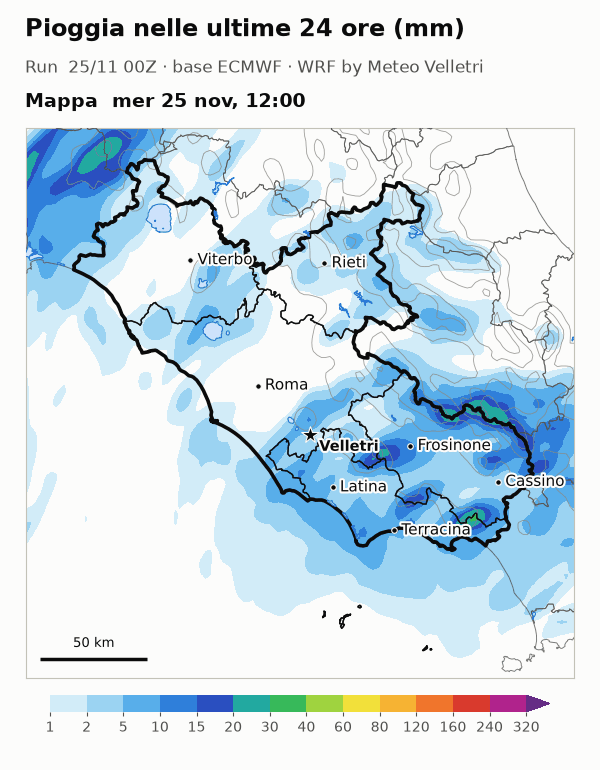 Pioggia nelle ultime 24 ore (mm)
Run  25/11 00Z · base ECMWF · WRF by Meteo Velletri
Mappa  mer 25 nov, 12:00
Viterbo
Rieti
Roma
Velletri
Frosinone
Latina
Cassino
Terracina
50 km
1 2 5 10 15 20 30 40 60 80 120 160 240 320